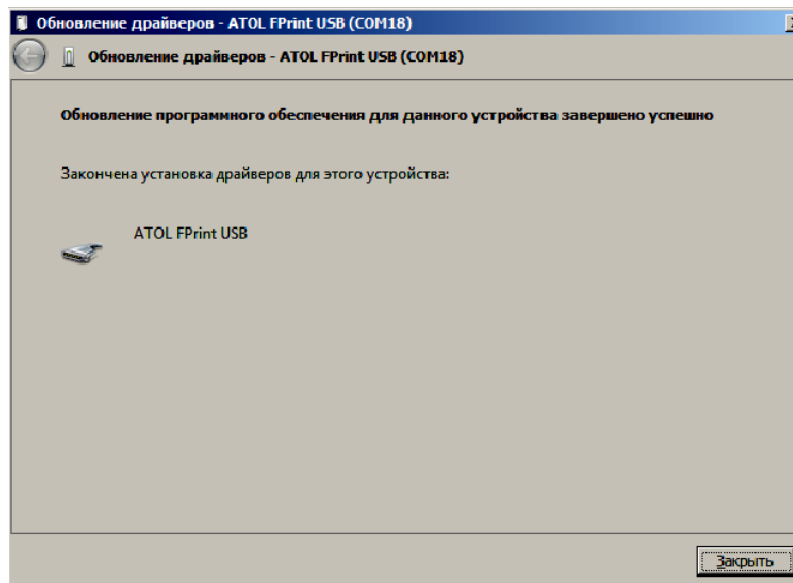 Обновление драйверов - ATOL FPrint USB (COM18)
Обновление драйверов - ATOL FPrint USB (COM18)
Обновление программного обеспечения для данного устройства завершено успешно
Закончена установка драйверов для этого устройства:
ATOL FPrint USB
Закрыть